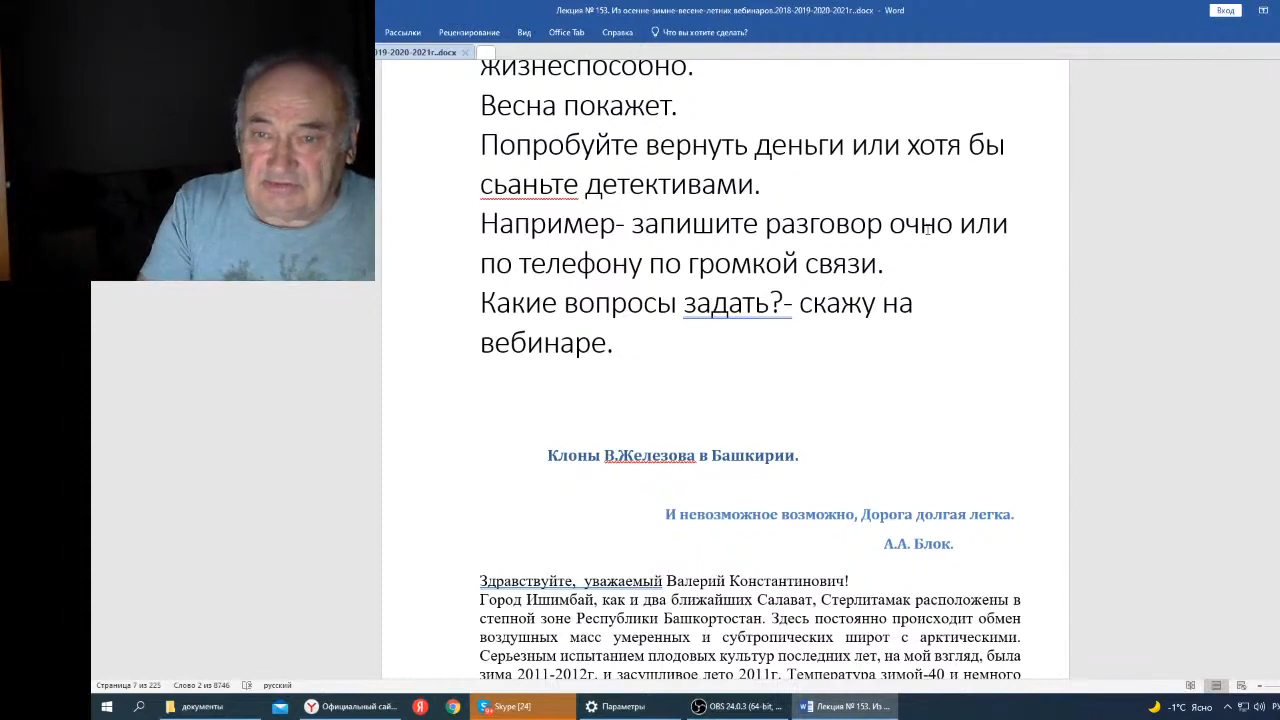 Лекция № 153. Из осенне-зимне-весене-летних вебинаров.2018-2019-2020-2021г..docx - Word
Вход
Рассылки Рецензирование Вид Office Tab Справка Что вы хотите сделать?
019-2020-2021г..docx
жизнеспособно.
Весна покажет.
Попробуйте вернуть деньги или хотя бы
сьаньте детективами.
Например- запишите разговор очно или
по телефону по громкой связи.
Какие вопросы задать?- скажу на
вебинаре.
Клоны В.Железова в Башкирии.
И невозможное возможно, Дорога долгая легка.
А.А. Блок.
Здравствуйте, уважаемый Валерий Константинович!
Город Ишимбай, как и два ближайших Салават, Стерлитамак расположены в
степной зоне Республики Башкортостан. Здесь постоянно происходит обмен
воздушных масс умеренных и субтропических широт с арктическими.
Серьезным испытанием плодовых культур последних лет, на мой взгляд, была
зима 2011-2012г. и засушливое лето 2011г. Температура зимой-40 и немного
Страница 7 из 225 Слово 2 из 8746 русский
документы Официальный сай... Skype [24] Параметры OBS 24.0.3 (64-bit, ... Лекция № 153. Из ... -1°C Ясно